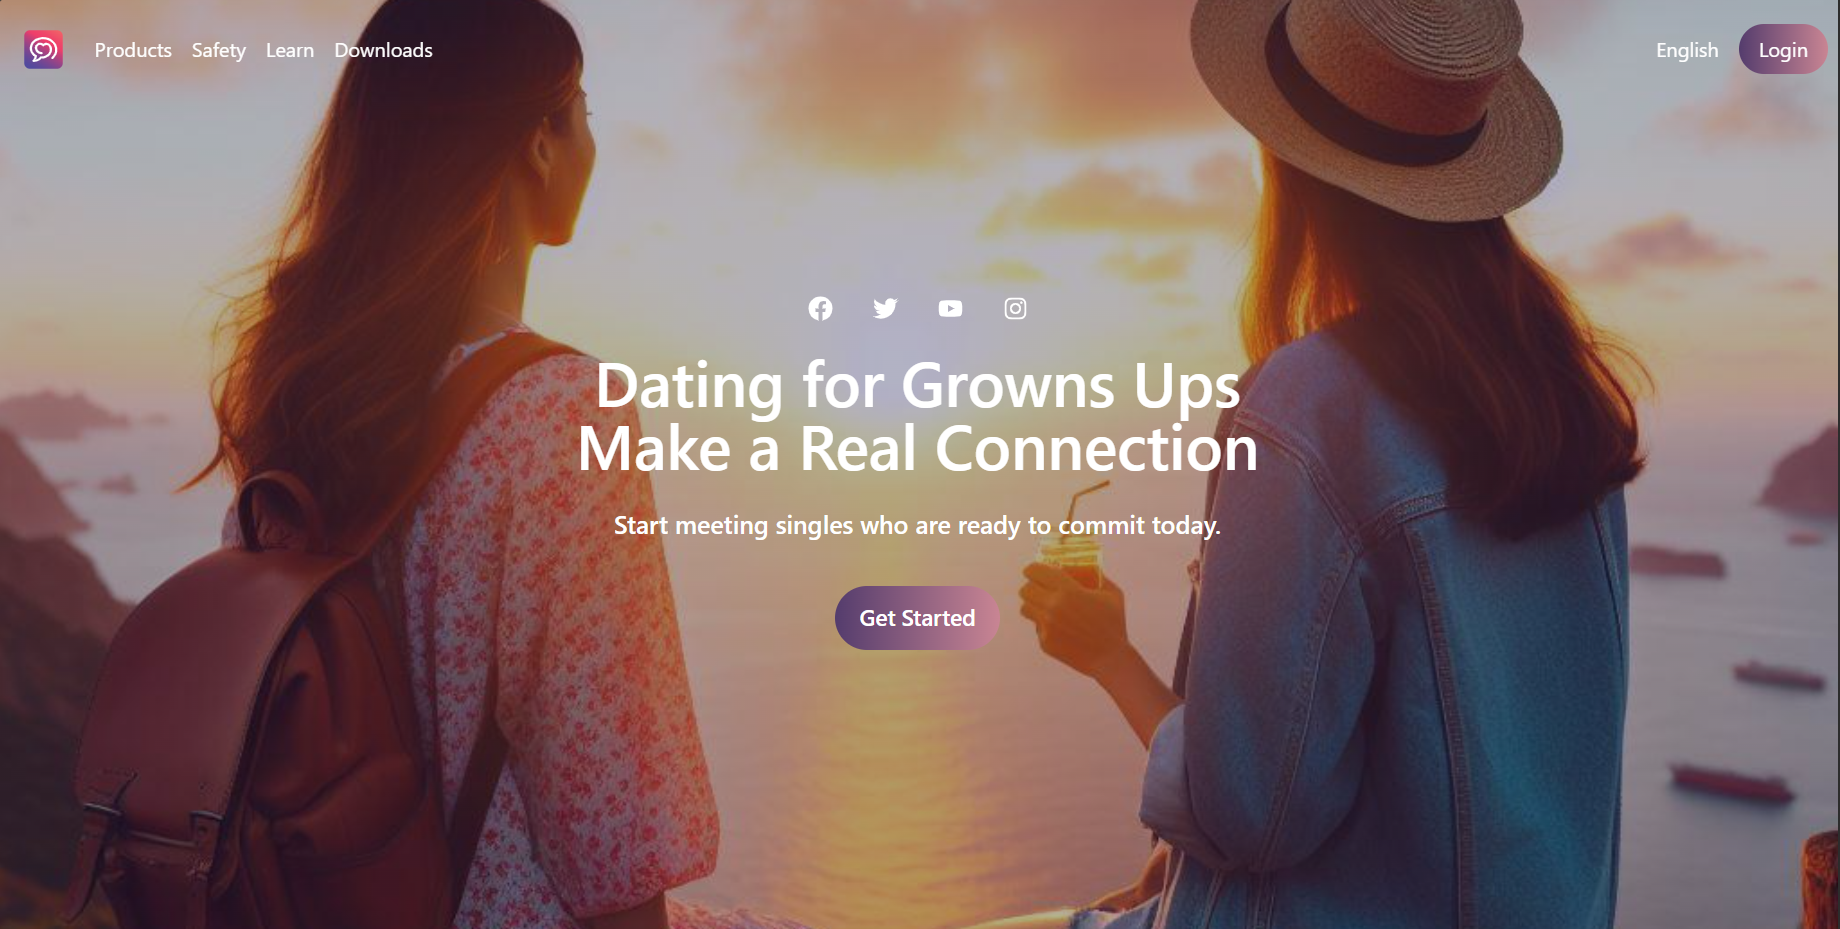 Products Safety Learn Downloads English Login
Dating for Growns Ups
Make a Real Connection
Start meeting singles who are ready to commit today.
Get Started